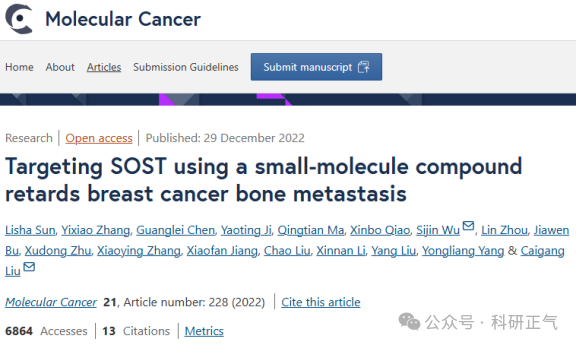 Molecular Cancer
Home About Articles Submission Guidelines Submit manuscript
Research Open access Published: 29 December 2022
Targeting SOST using a small-molecule compound
retards breast cancer bone metastasis
Lisha Sun, Yixiao Zhang, Guanglei Chen, Yaoting Ji, Qingtian Ma, Xinbo Qiao, Sijin Wu, Lin Zhou, Jiawen
Bu, Xudong Zhu, Xiaoying Zhang, Xiaofan Jiang, Chao Liu, Xinnan Li, Yang Liu, Yongliang Yang & Caigang
Liu
Molecular Cancer 21, Article number: 228 (2022) Cite this article
6864 Accesses 13 Citations Metrics
公众号 · 科研正气